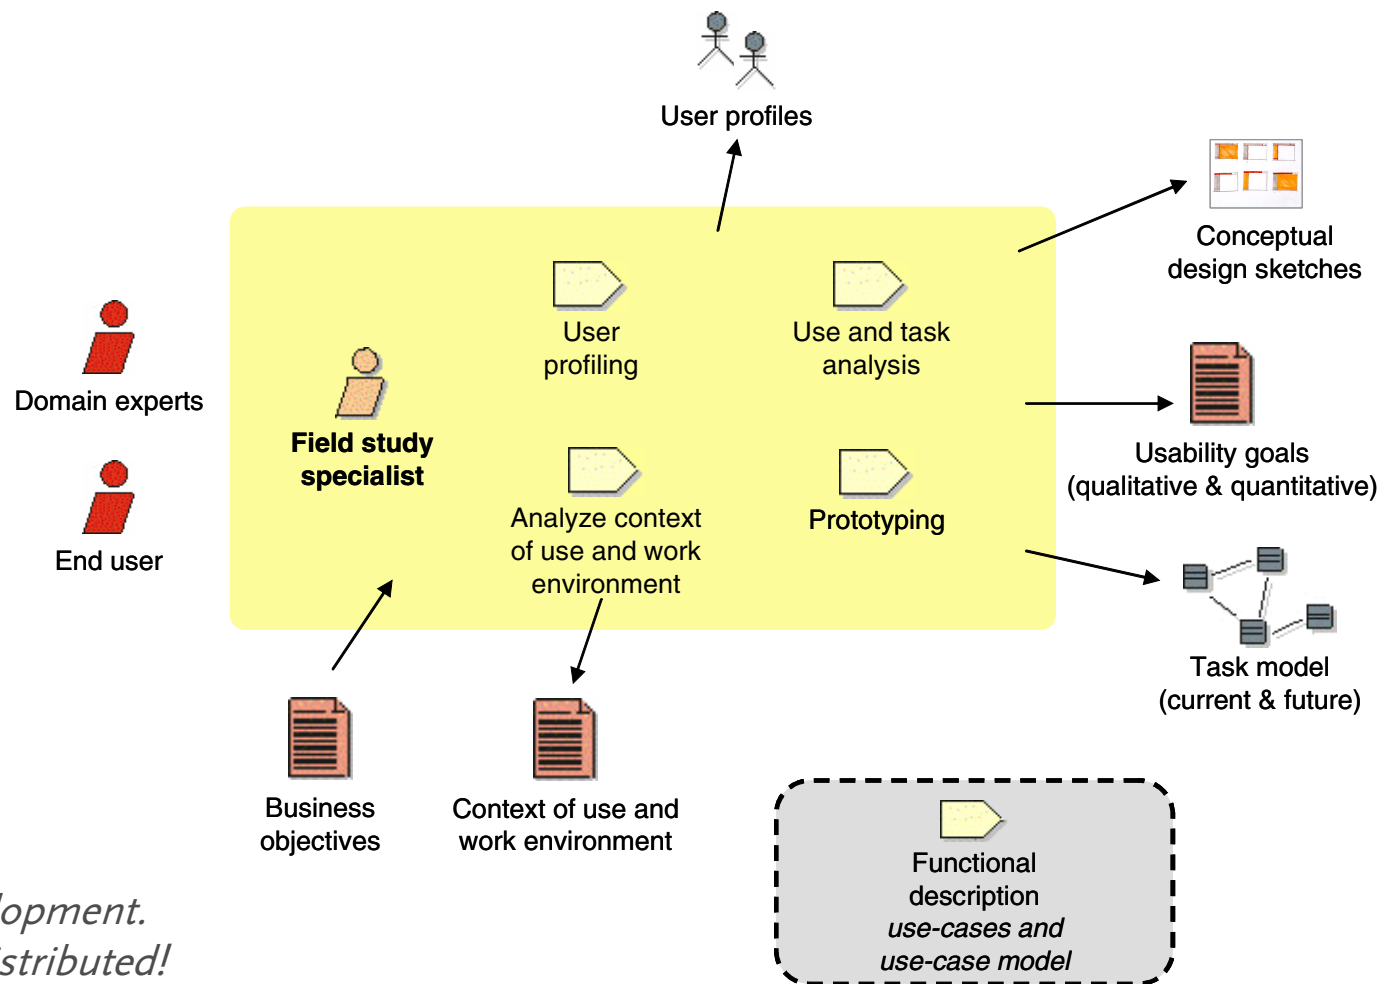 User profiles
Conceptual
design sketches
User
profiling
Use and task
analysis
Domain experts
Field study
specialist
Usability goals
(qualitative & quantitative)
Analyze context
of use and work
environment
Prototyping
End user
Task model
(current & future)
Business
objectives
Context of use and
work environment
Functional
description
use-cases and
use-case model
lopment.
stributed!